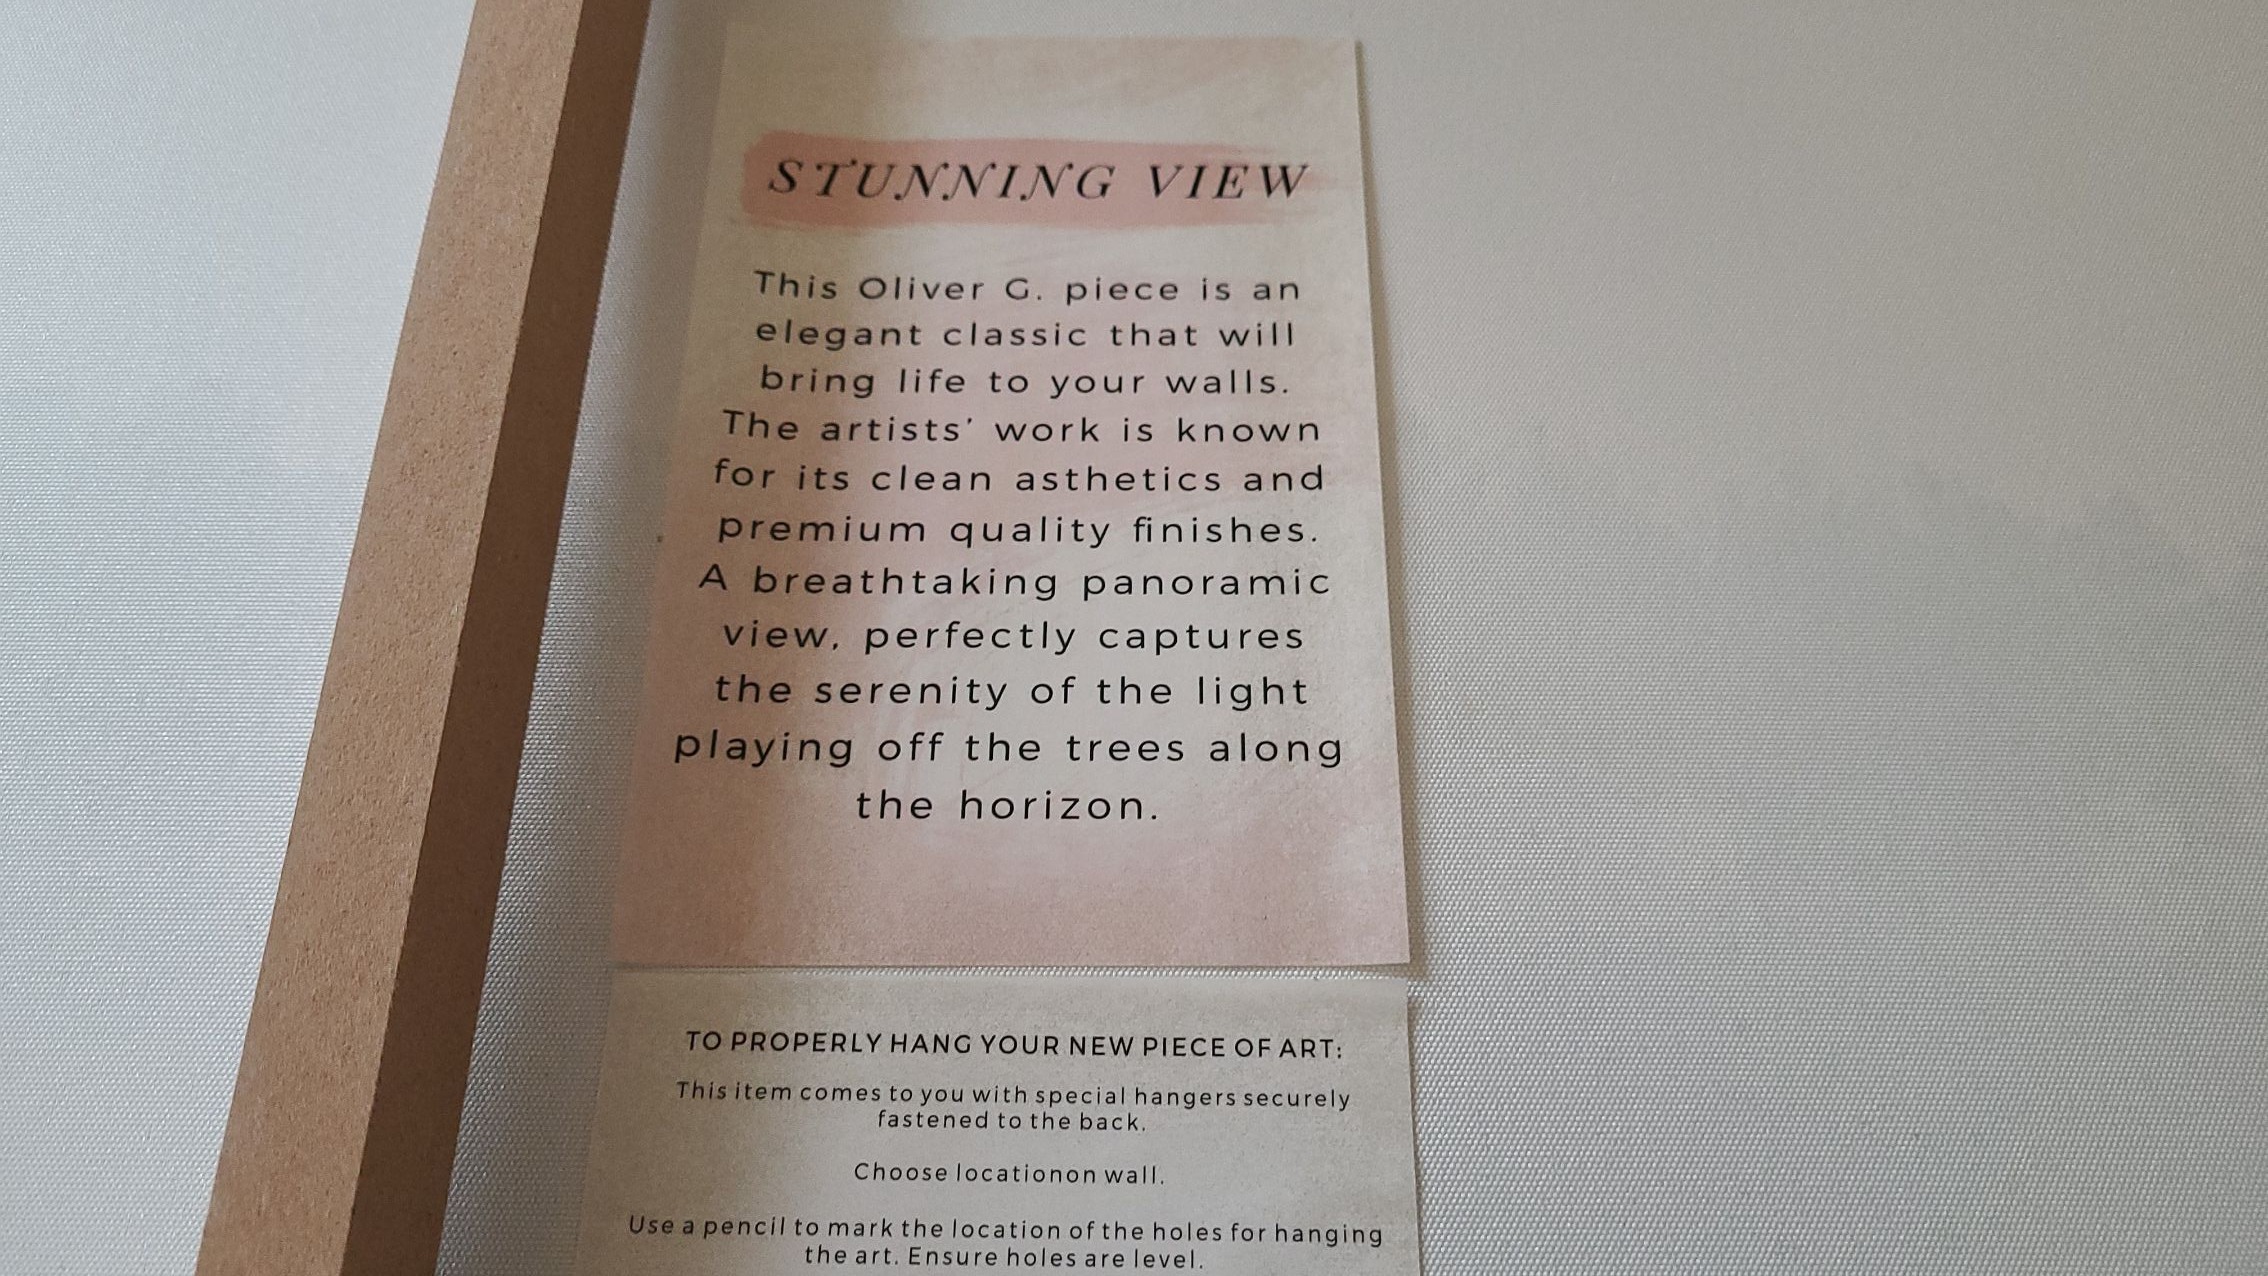 STUNNING VIEW
This Oliver G. piece is an
elegant classic that will
bring life to your walls.
The artists' work is known
for its clean asthetics and
premium quality finishes.
A breathtaking panoramic
view, perfectly captures
the serenity of the light
playing off the trees along
the horizon.
TO PROPERLY HANG YOUR NEW PIECE OF ART:
This item comes to you with special hangers securely
fastened to the back.
Choose locationon wall.
Use a pencil to mark the location of the holes for hanging
the art. Ensure holes are level.